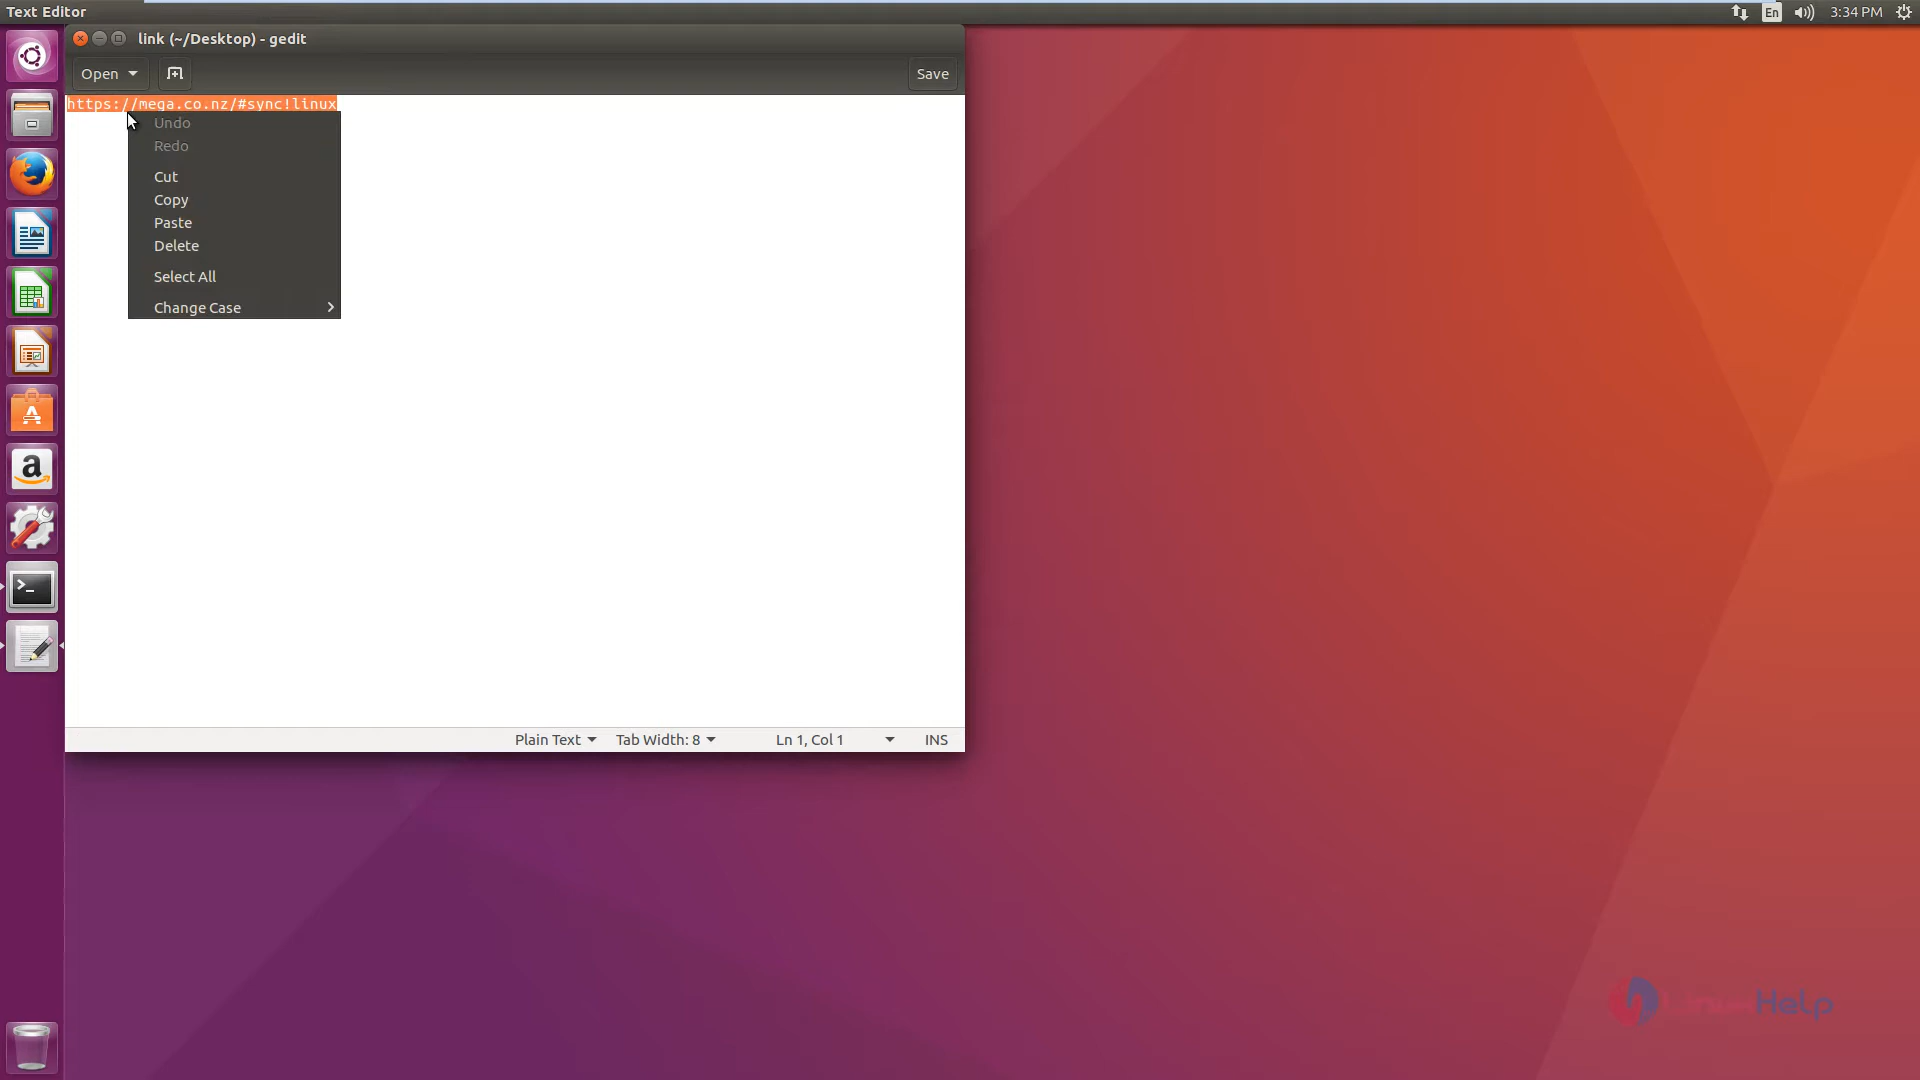 Text Editor
En 3:34 PM
link (~/Desktop) - gedit
Open
Save
https://mega.co.nz/#sync!linux
Undo
Redo
Cut
Copy
Paste
Delete
Select All
Change Case
Plain Text
Tab Width: 8
Ln 1, Col 1
INS
LinuxHelp